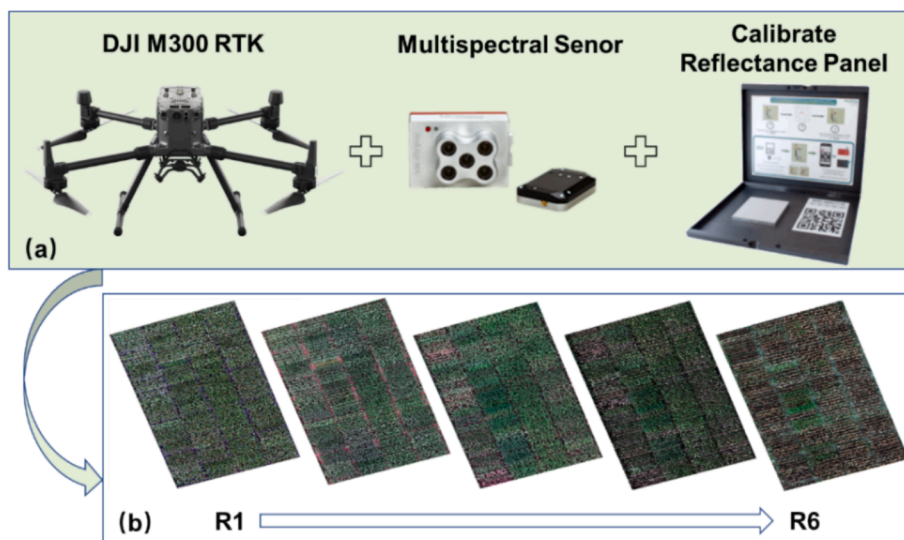 DJI M300 RTK
Multispectral Senor
Calibrate
Reflectance Panel
(a)
(b)
R1
R6